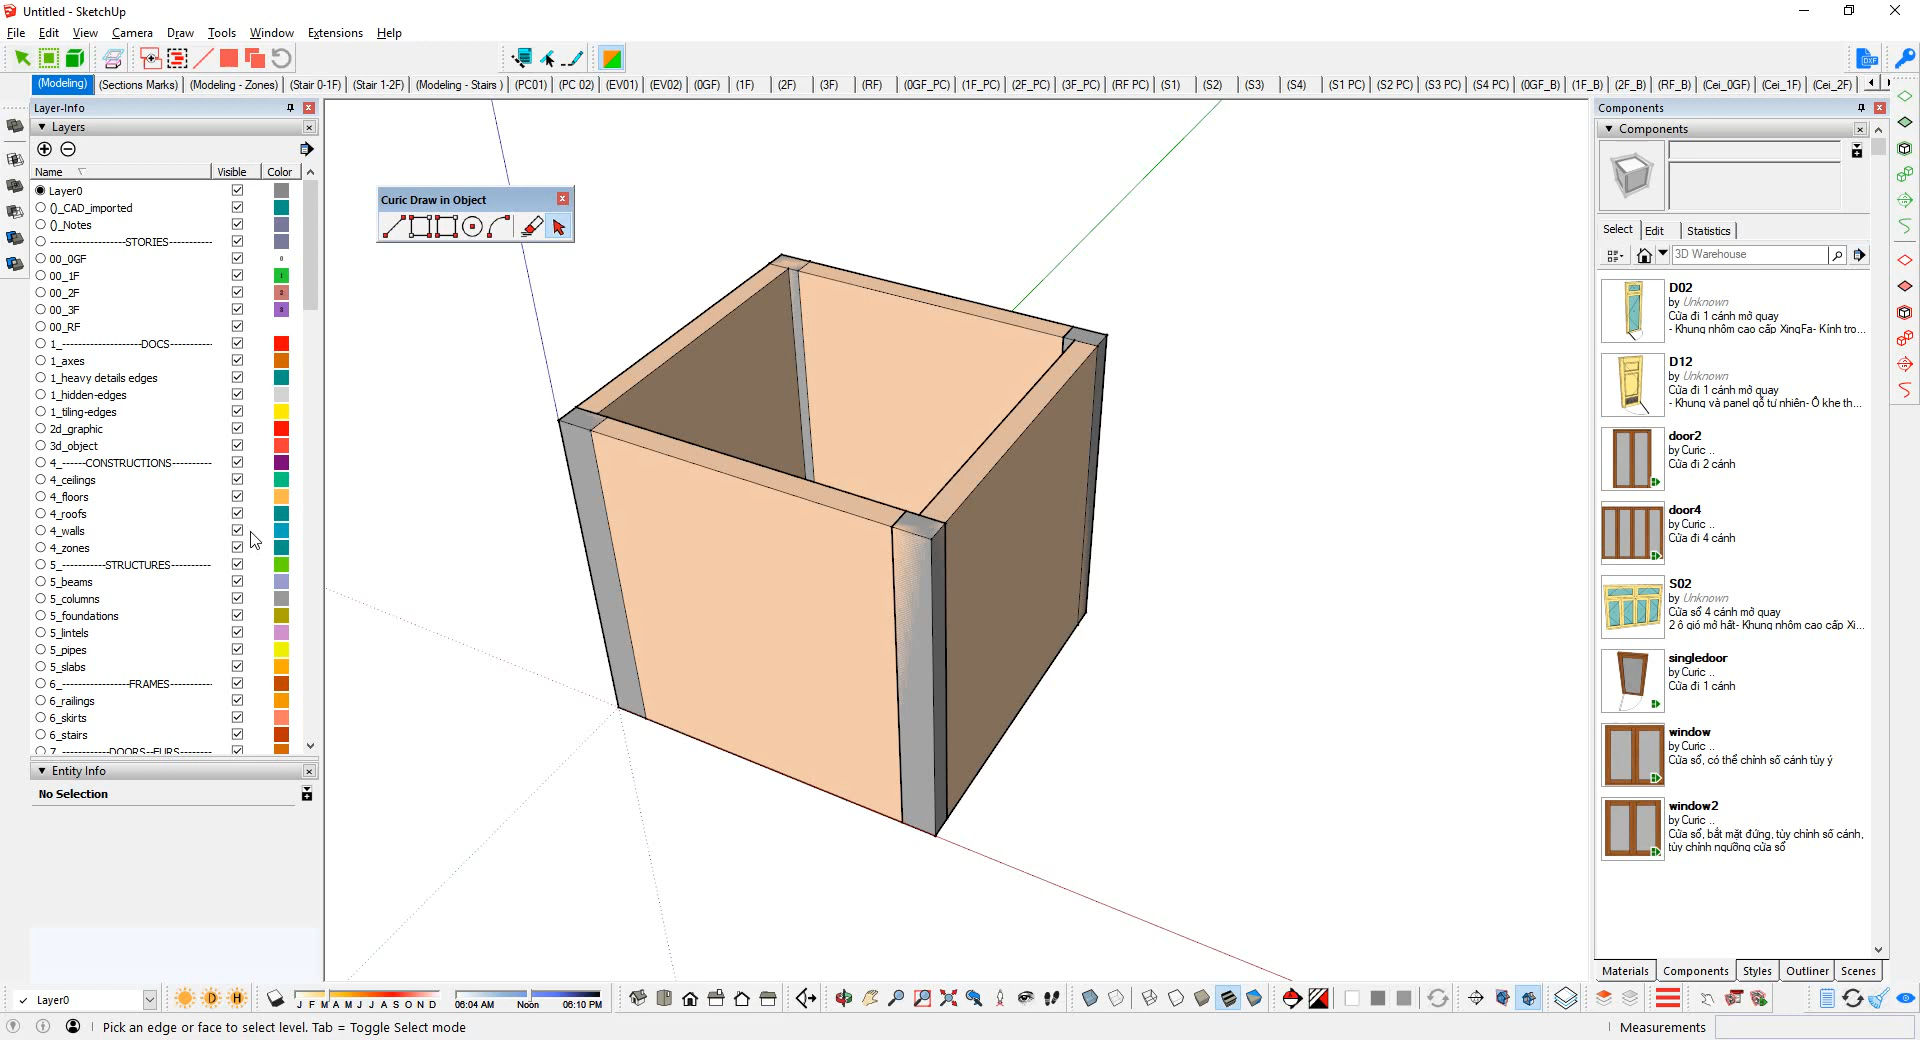 Untitled - SketchUp
File Edit View Camera Draw Tools Window Extensions Help
DXF
(Modeling) (Sections Marks) (Modeling - Zones) (Stair 0-1F) (Stair 1-2F) (Modeling - Stairs ) (PC01) (PC 02) (EV01) (EV02) (0GF) (1F) (2F) (3F) (RF) (0GF_PC) (1F_PC) (2F_PC) (3F_PC) (RF PC) (S1) (S2) (S3) (S4) (S1 PC) (S2 PC) (S3 PC) (S4 PC) (0GF_B) (1F_B) (2F_B) (RF_B) (Cei_0GF) (Cei_1F) (Cei_2F)
Layer-Info
Layers
Name Visible Color
Layer0
0_CAD_imported
0_Notes
--------------------STORIES-----------
00_0GF
00_1F
00_2F
00_3F
00_RF
1_---------------------DOCS-----------
1_axes
1_heavy details edges
1_hidden-edges
1_tiling-edges
2d_graphic
3d_object
4_------CONSTRUCTIONS----------
4_ceilings
4_floors
4_roofs
4_walls
4_zones
5_-----------STRUCTURES----------
5_beams
5_columns
5_foundations
5_lintels
5_pipes
5_slabs
6_-----------------FRAMES-----------
6_railings
6_skirts
6_stairs
7_------------DOORS--FURS--------
Entity Info
No Selection
Curic Draw in Object
Components
Components
Select Edit Statistics
3D Warehouse
D02
by Unknown
Cửa đi 1 cánh mở quay
- Khung nhôm cao cấp XingFa- Kính tro...
D12
by Unknown
Cửa đi 1 cánh mở quay
- Khung và panel gỗ tự nhiên- Ô khe th...
door2
by Curic ..
Cửa đi 2 cánh
door4
by Curic ..
Cửa đi 4 cánh
S02
by Unknown
Cửa sổ 4 cánh mở quay
2 ô gió mở hất- Khung nhôm cao cấp Xi...
singledoor
by Curic ..
Cửa đi 1 cánh
window
by Curic ..
Cửa sổ, có thể chỉnh số cánh tùy ý
window2
by Curic ..
Cửa sổ, bắt mặt đứng, tùy chỉnh số cánh,
tùy chỉnh ngưỡng cửa sổ
Materials Components Styles Outliner Scenes
Layer0
D H
J F M A M J J A S O N D
06:04 AM Noon 06:10 PM
Pick an edge or face to select level. Tab = Toggle Select mode
Measurements